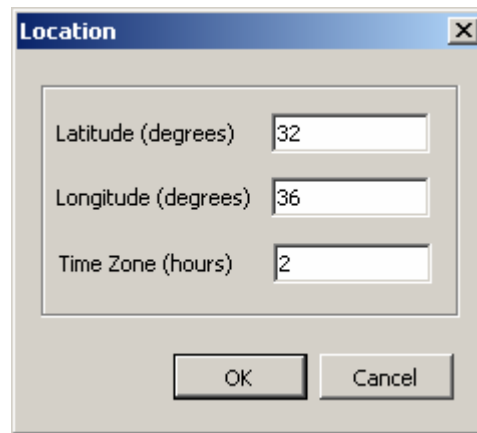 Location
Latitude (degrees) 32
Longitude (degrees) 36
Time Zone (hours) 2
OK Cancel